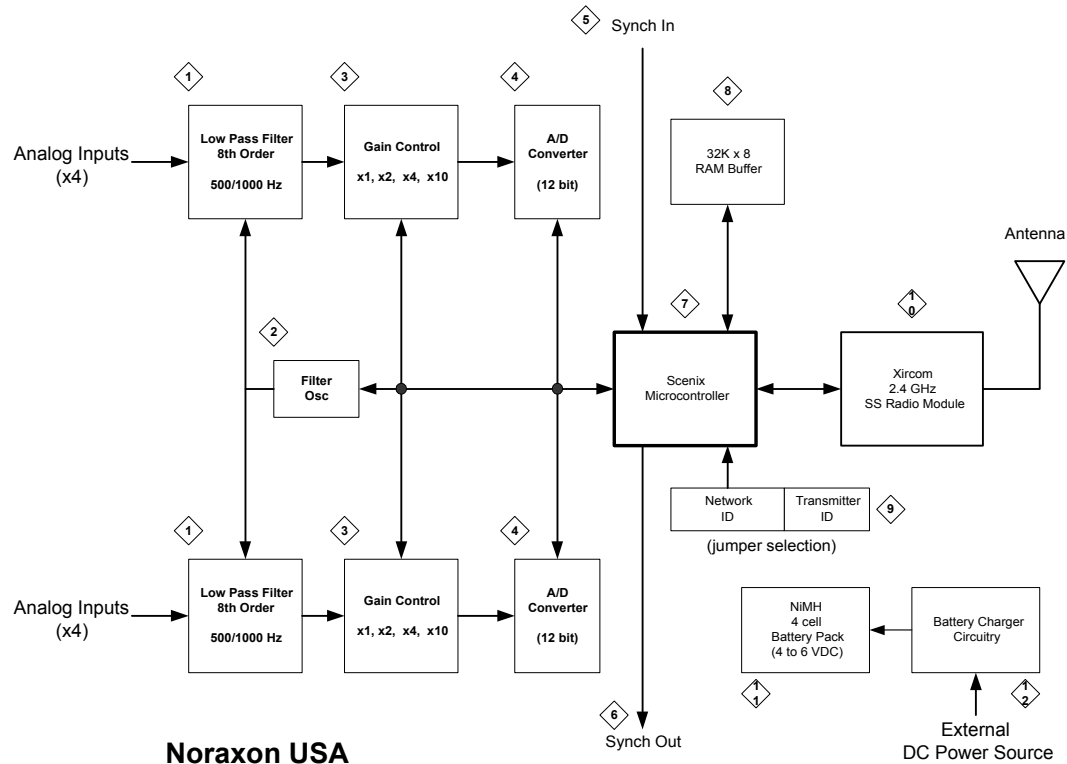 5
Synch In
1
3
4
8
Low Pass Filter
8th Order
500/1000 Hz
Gain Control
x1, x2, x4, x10
A/D
Converter
(12 bit)
32K x 8
RAM Buffer
Analog Inputs
(x4)
Antenna
2
7
1
0
Filter
Osc
Scenix
Microcontroller
Xircom
2.4 GHz
SS Radio Module
Network
ID
Transmitter
ID
9
(jumper selection)
1
3
4
Low Pass Filter
8th Order
500/1000 Hz
Gain Control
x1, x2, x4, x10
A/D
Converter
(12 bit)
Analog Inputs
(x4)
NiMH
4 cell
Battery Pack
(4 to 6 VDC)
Battery Charger
Circuitry
1
1
1
2
6
Synch Out
External
DC Power Source
Noraxon USA